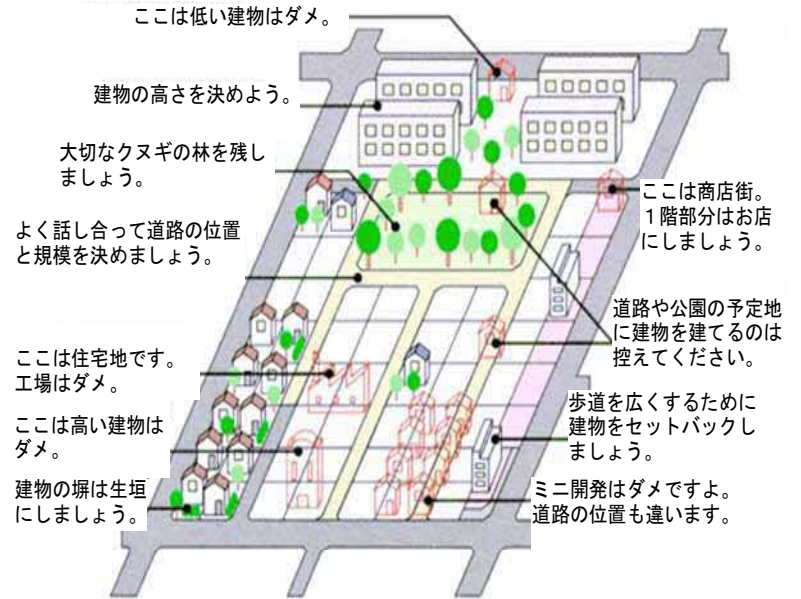 ここは低い建物はダメ。
建物の高さを決めよう。
大切なクヌギの林を残し
ましょう。
よく話し合って道路の位置
と規模を決めましょう。
ここは住宅地です。
工場はダメ。
ここは高い建物は
ダメ。
建物の塀は生垣
にしましょう。
ここは商店街。
１階部分はお店
にしましょう。
道路や公園の予定地
に建物を建てるのは
控えてください。
歩道を広くするために
建物をセットバックし
ましょう。
ミニ開発はダメですよ。
道路の位置も違います。